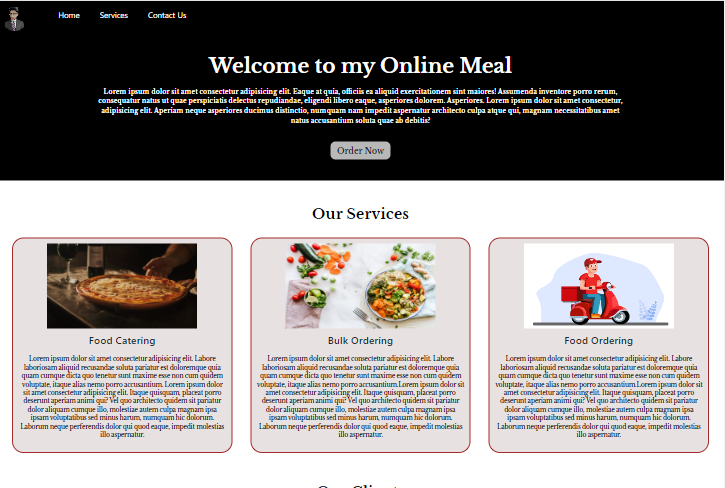 Home Services Contact Us
Welcome to my Online Meal
Lorem ipsum dolor sit amet consectetur adipisicing elit. Eaque at quia, officiis ea aliquid exercitationem sint maiores! Assumenda inventore porro rerum,
consequatur natus ut quae perspiciatis delectus repudiandae, eligendi libero eaque, asperiores dolorem. Asperiores. Lorem ipsum dolor sit amet consectetur,
adipisicing elit. Aperiam neque asperiores ducimus distinctio, numquam nam impedit aspernatur architecto culpa atque qui, magnam necessitatibus amet
natus accusantium soluta quae ab debitis?
Order Now
Our Services
Food Catering
Lorem ipsum dolor sit amet consectetur adipisicing elit. Labore
laboriosam aliquid recusandae soluta pariatur est doloremque quia
quam cumque dicta quo tenetur sunt maxime esse non cum quidem
voluptate, itaque alias nemo porro accusantium.Lorem ipsum dolor
sit amet consectetur adipisicing elit. Itaque quisquam, placeat porro
deserunt aperiam animi qui? Vel quo architecto quidem sit pariatur
dolor aliquam cumque illo, molestiae autem culpa magnam ipsa
ipsam voluptatibus sed minus harum, numquam corporis eaque.
Laborum neque perferendis dolor qui quod eaque, impedit molestias
illo aspernatur.
Bulk Ordering
Lorem ipsum dolor sit amet consectetur adipisicing elit. Labore
laboriosam aliquid recusandae soluta pariatur est doloremque quia
quam cumque dicta quo tenetur sunt maxime esse non cum quidem
voluptate, itaque alias nemo porro accusantium.Lorem ipsum dolor
sit amet consectetur adipisicing elit. Itaque quisquam, placeat porro
deserunt aperiam animi qui? Vel quo architecto quidem sit pariatur
dolor aliquam cumque illo, molestiae autem culpa magnam ipsa
ipsam voluptatibus sed minus harum, numquam corporis eaque.
Laborum neque perferendis dolor qui quod eaque, impedit molestias
illo aspernatur.
Food Ordering
Lorem ipsum dolor sit amet consectetur adipisicing elit. Labore
laboriosam aliquid recusandae soluta pariatur est doloremque quia
quam cumque dicta quo tenetur sunt maxime esse non cum quidem
voluptate, itaque alias nemo porro accusantium.Lorem ipsum dolor
sit amet consectetur adipisicing elit. Itaque quisquam, placeat porro
deserunt aperiam animi qui? Vel quo architecto quidem sit pariatur
dolor aliquam cumque illo, molestiae autem culpa magnam ipsa
ipsam voluptatibus sed minus harum, numquam corporis eaque.
Laborum neque perferendis dolor qui quod eaque, impedit molestias
illo aspernatur.